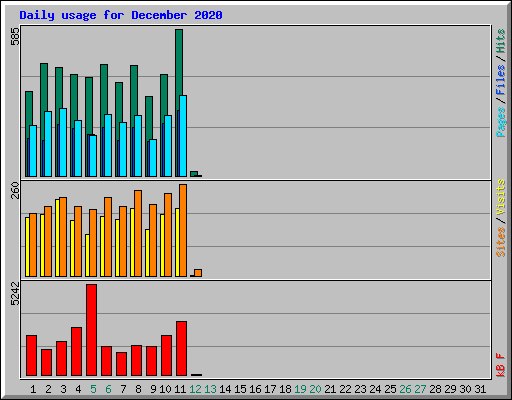 Daily usage for December 2020
585
Pages / Files / Hits
260
Sites / Visits
5242
kB F
1 2 3 4 5 6 7 8 9 10 11 12 13 14 15 16 17 18 19 20 21 22 23 24 25 26 27 28 29 30 31